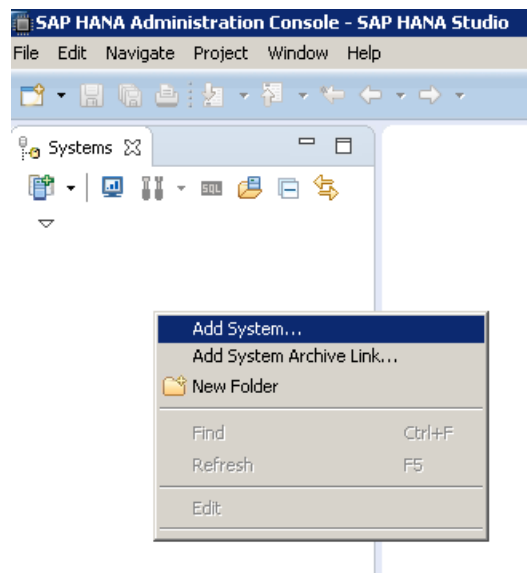 SAP HANA Administration Console - SAP HANA Studio
File Edit Navigate Project Window Help
Systems
SQL
Add System...
Add System Archive Link...
New Folder
Find Ctrl+F
Refresh F5
Edit